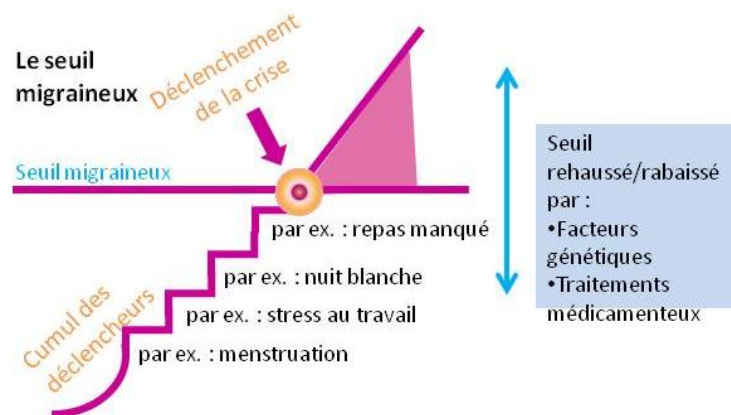 Le seuil
migraineux
Déclenchement
de la crise
Seuil migraineux
par ex. : repas manqué
par ex. : nuit blanche
par ex. : stress au travail
par ex. : menstruation
Cumul des
déclencheurs
Seuil
rehaussé/rabaissé
par :
•Facteurs
génétiques
•Traitements
médicamenteux